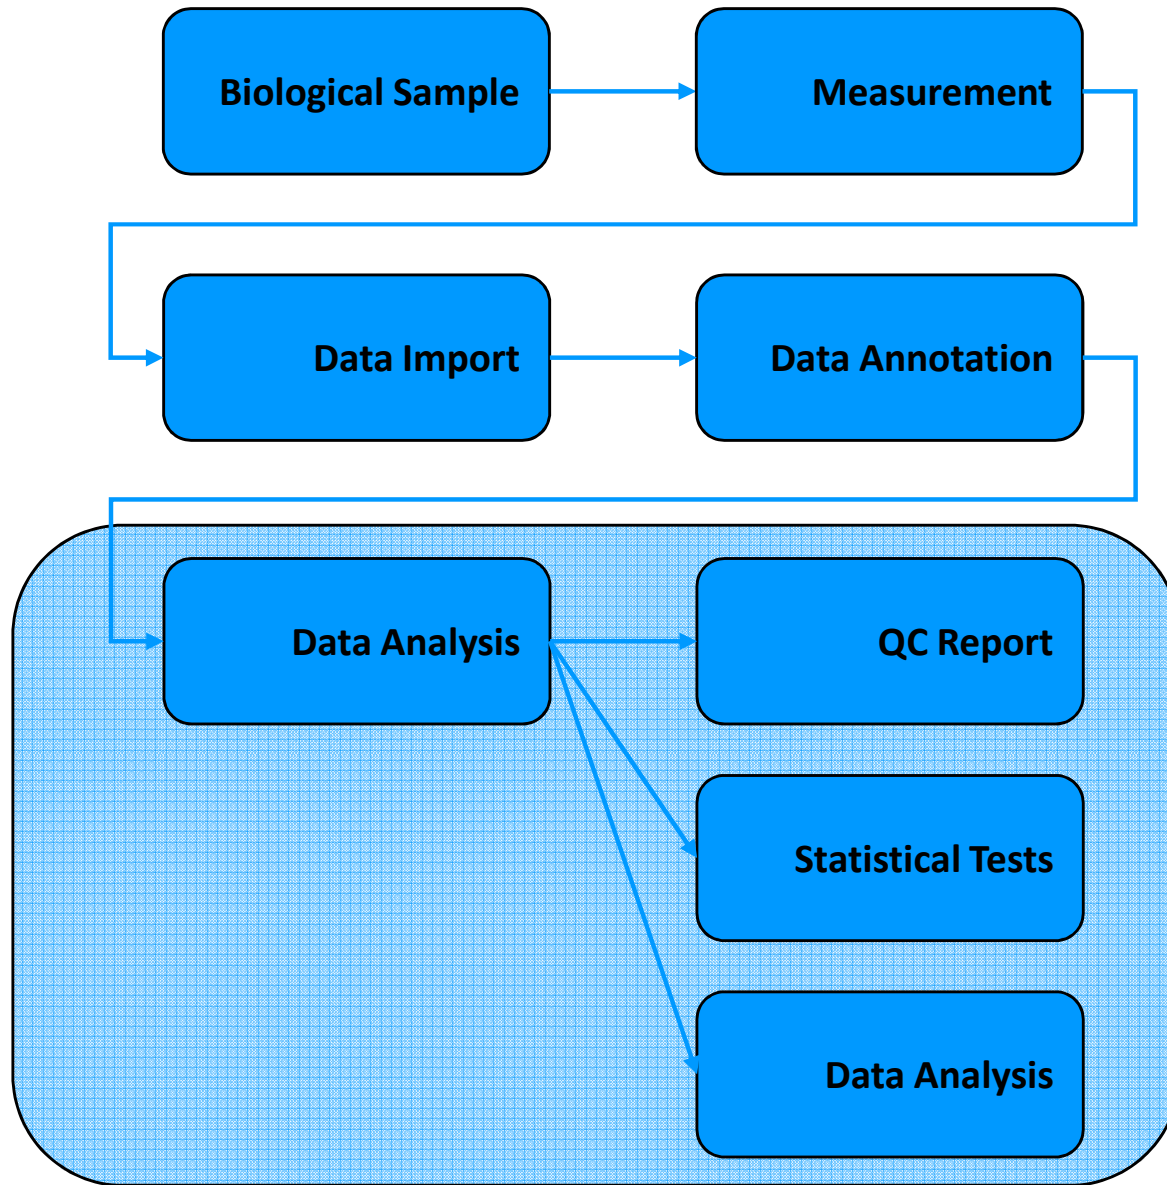 Biological Sample
Measurement
Data Import
Data Annotation
Data Analysis
QC Report
Statistical Tests
Data Analysis